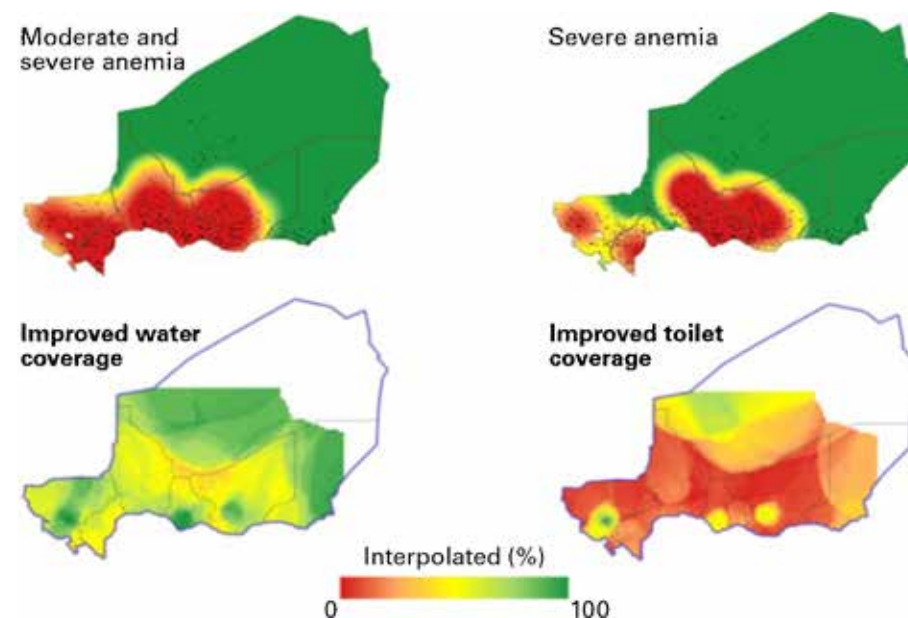 Moderate and
severe anemia
Severe anemia
Improved water
coverage
Improved toilet
coverage
Interpolated (%)
0
100